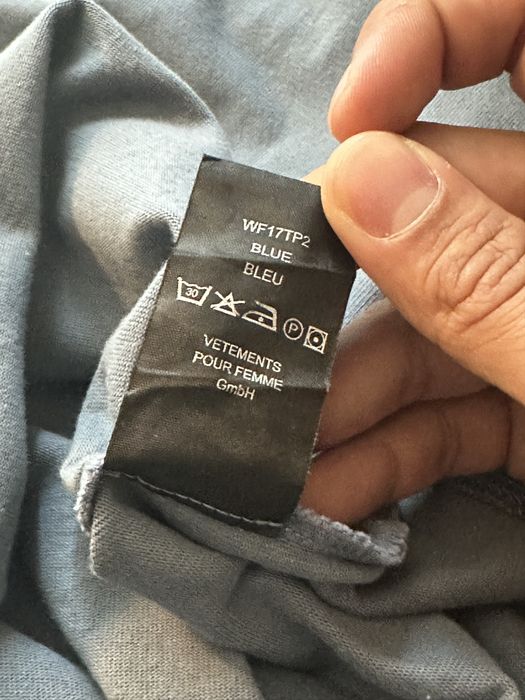 WF17TP2
BLUE
BLEU
30 P
VETEMENTS
POUR FEMME
GmbH